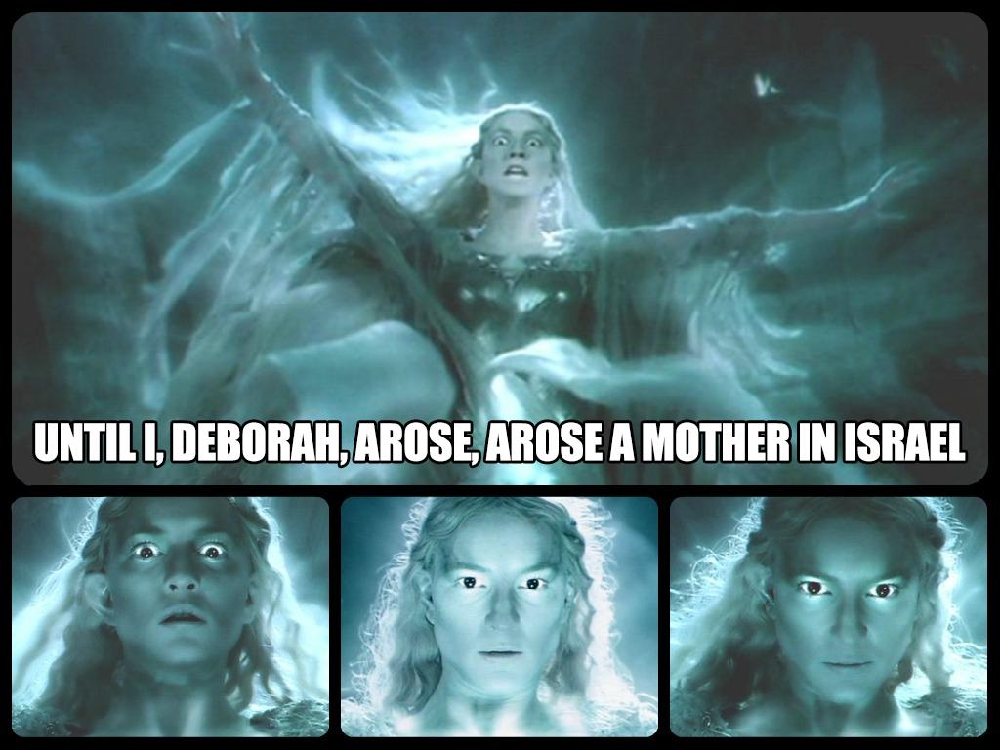 UNTIL I, DEBORAH, AROSE, AROSE A MOTHER IN ISRAEL